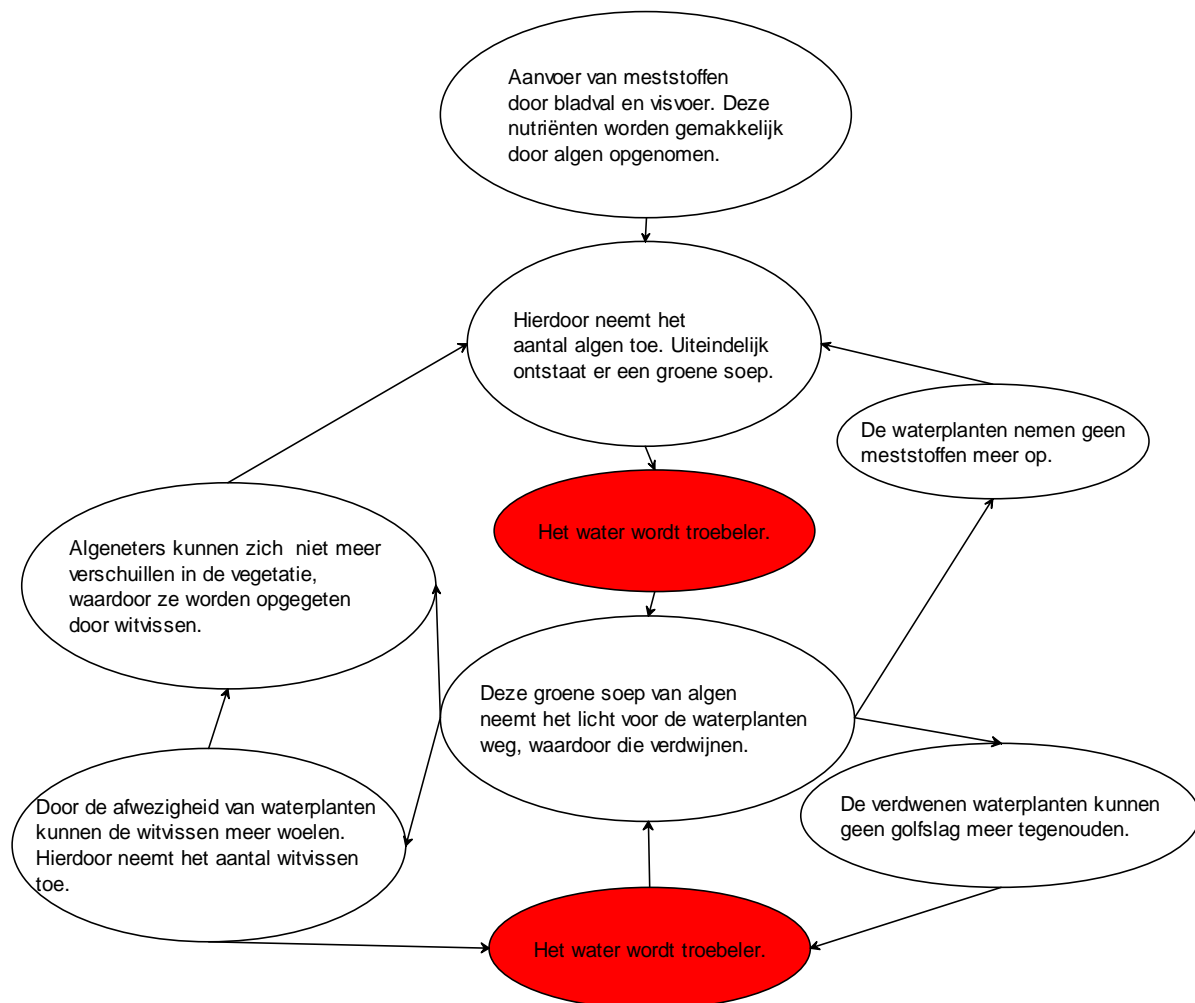 Aanvoer van meststoffen
door bladval en visvoer. Deze
nutriënten worden gemakkelijk
door algen opgenomen.
Hierdoor neemt het
aantal algen toe. Uiteindelijk
ontstaat er een groene soep.
De waterplanten nemen geen
meststoffen meer op.
Het water wordt troebeler.
Algeneters kunnen zich niet meer
verschuillen in de vegetatie,
waardoor ze worden opgegeten
door witvissen.
Deze groene soep van algen
neemt het licht voor de waterplanten
weg, waardoor die verdwijnen.
Door de afwezigheid van waterplanten
kunnen de witvissen meer woelen.
Hierdoor neemt het aantal witvissen
toe.
De verdwenen waterplanten kunnen
geen golfslag meer tegenouden.
Het water wordt troebeler.